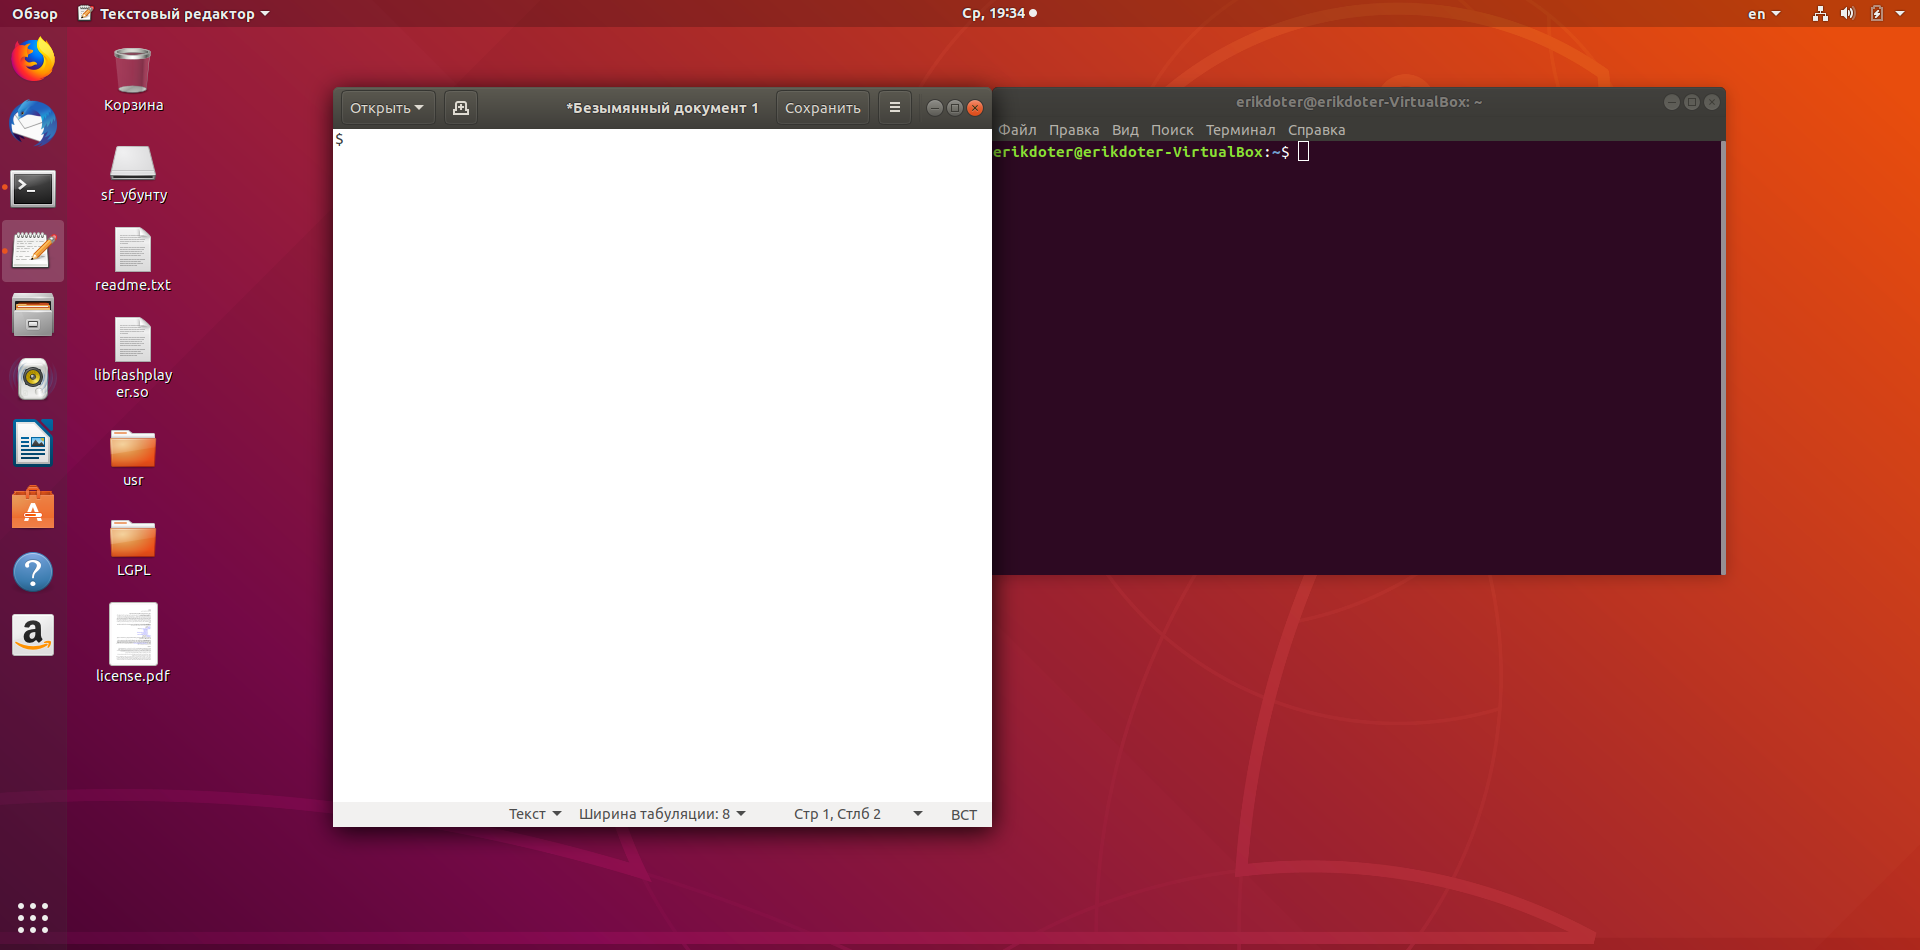 Обзор
Текстовый редактор
Ср, 19:34
en
Корзина
sf_убунту
readme.txt
libflashplay
er.so
usr
LGPL
license.pdf
Открыть
*Безымянный документ 1
Сохранить
$
Текст
Ширина табуляции: 8
Стр 1, Стлб 2
ВСТ
erikdoter@erikdoter-VirtualBox: ~
Файл Правка Вид Поиск Терминал Справка
erikdoter@erikdoter-VirtualBox:~$